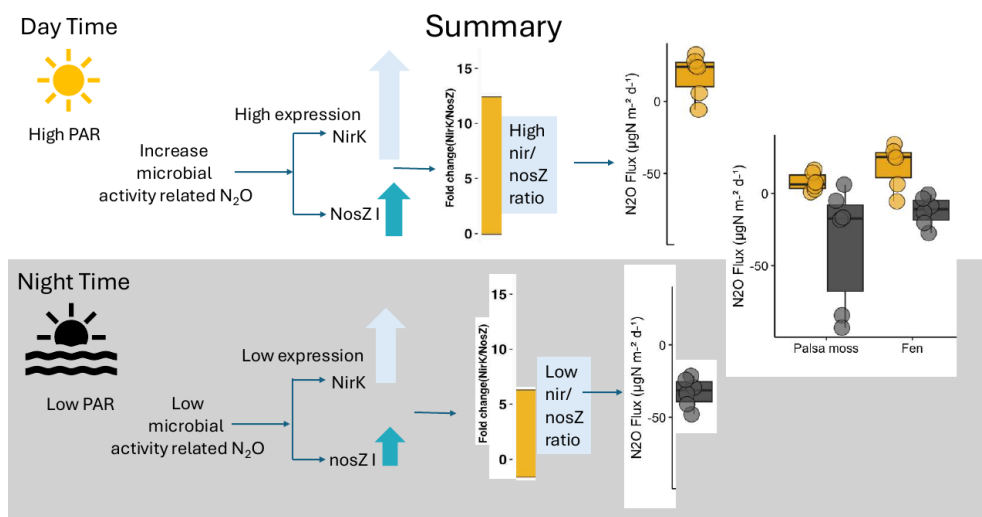 Summary
Day Time
High PAR
Increase
microbial
activity related N₂O
High expression
NirK
NosZ I
Fold change(NirK/NosZ)
15
10
5
0
High
nir/
nosZ
ratio
N2O Flux (µgN m⁻² d⁻¹)
0
-50
N2O Flux (µgN m⁻² d⁻¹)
0
-50
Palsa moss
Fen
Night Time
Low PAR
Low
microbial
activity related N₂O
Low expression
NirK
nosZ I
Fold change(NirK/NosZ)
15
10
5
0
Low
nir/
nosZ
ratio
N2O Flux (µgN m⁻² d⁻¹)
0
-50